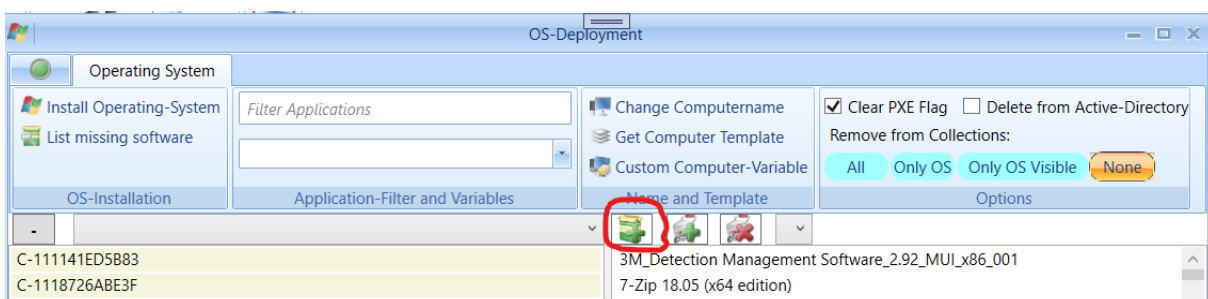 OS-Deployment
Operating System
Install Operating-System
List missing software
OS-Installation
Filter Applications
Application-Filter and Variables
Change Computername
Get Computer Template
Custom Computer-Variable
Name and Template
Clear PXE Flag Delete from Active-Directory
Remove from Collections:
All Only OS Only OS Visible None
Options
-
C-111141ED5B83
C-1118726ABE3F
3M_Detection Management Software_2.92_MUI_x86_001
7-Zip 18.05 (x64 edition)